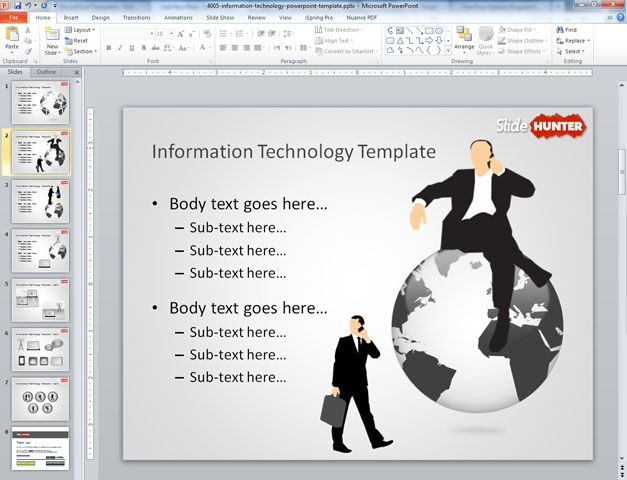 4005-information-technology-powerpoint-template.pptx - Microsoft PowerPoint
File Home Insert Design Transitions Animations Slide Show Review View iSpring Pro Nuance PDF
Paste
New Slide
Layout
Reset
Section
Text Direction
Align Text
Convert to SmartArt
Arrange
Quick Styles
Shape Fill
Shape Outline
Shape Effects
Find
Replace
Select
Clipboard Slides Font Paragraph Drawing Editing
Slides Outline
1
2
3
4
5
6
7
8
Slide HUNTER
Information Technology Template
• Body text goes here...
– Sub-text here...
– Sub-text here...
– Sub-text here...
• Body text goes here...
– Sub-text here...
– Sub-text here...
– Sub-text here...